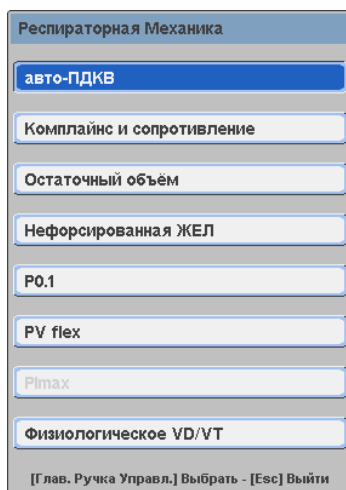 Респираторная Механика
авто-ПДКВ
Комплайнс и сопротивление
Остаточный объём
Нефорсированная ЖЕЛ
P0.1
PV flex
PImax
Физиологическое VD/VT
[Глав. Ручка Управл.] Выбрать - [Esc] Выйти